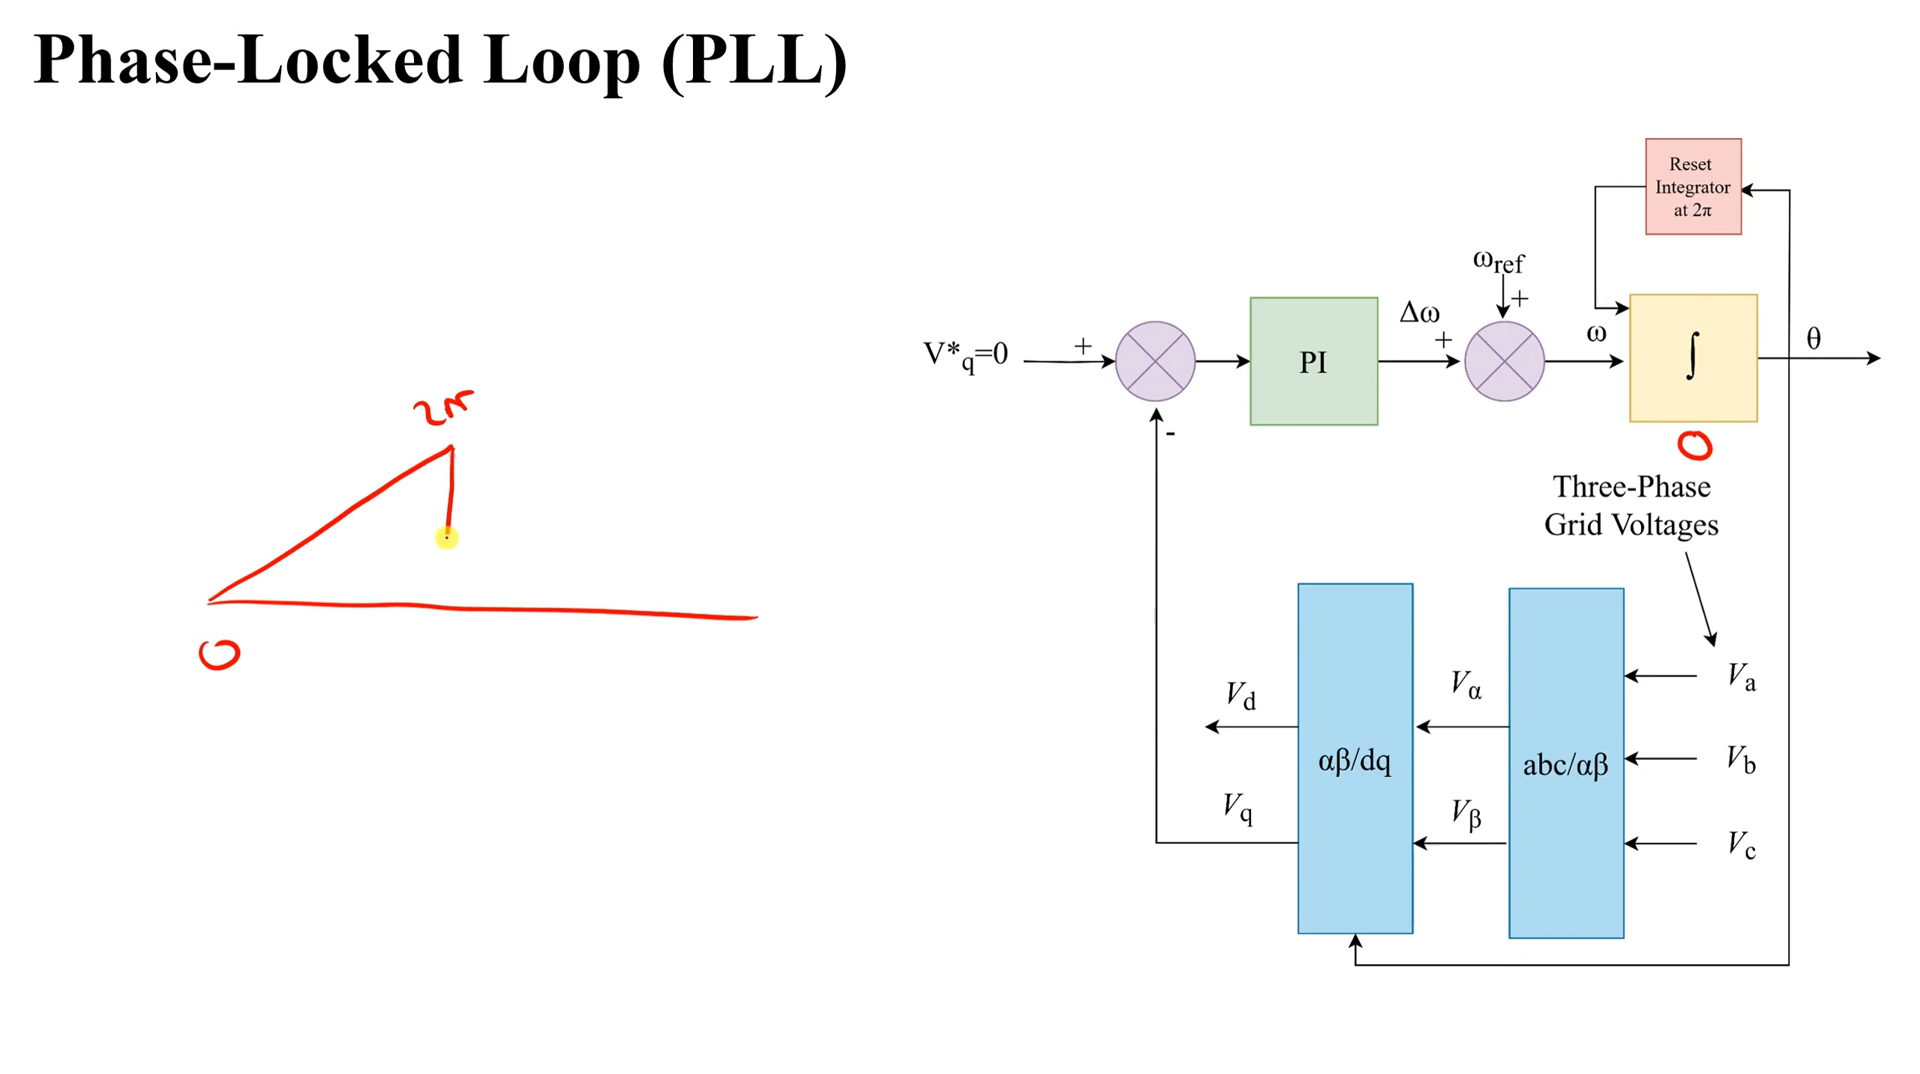 Phase-Locked Loop (PLL)
Reset
Integrator
at 2π
ωref
+
Δω
+
ω
θ
V*q=0
+
PI
∫
-
2π
0
0
Three-Phase
Grid Voltages
Vd
Vα
Va
αβ/dq
abc/αβ
Vb
Vq
Vβ
Vc